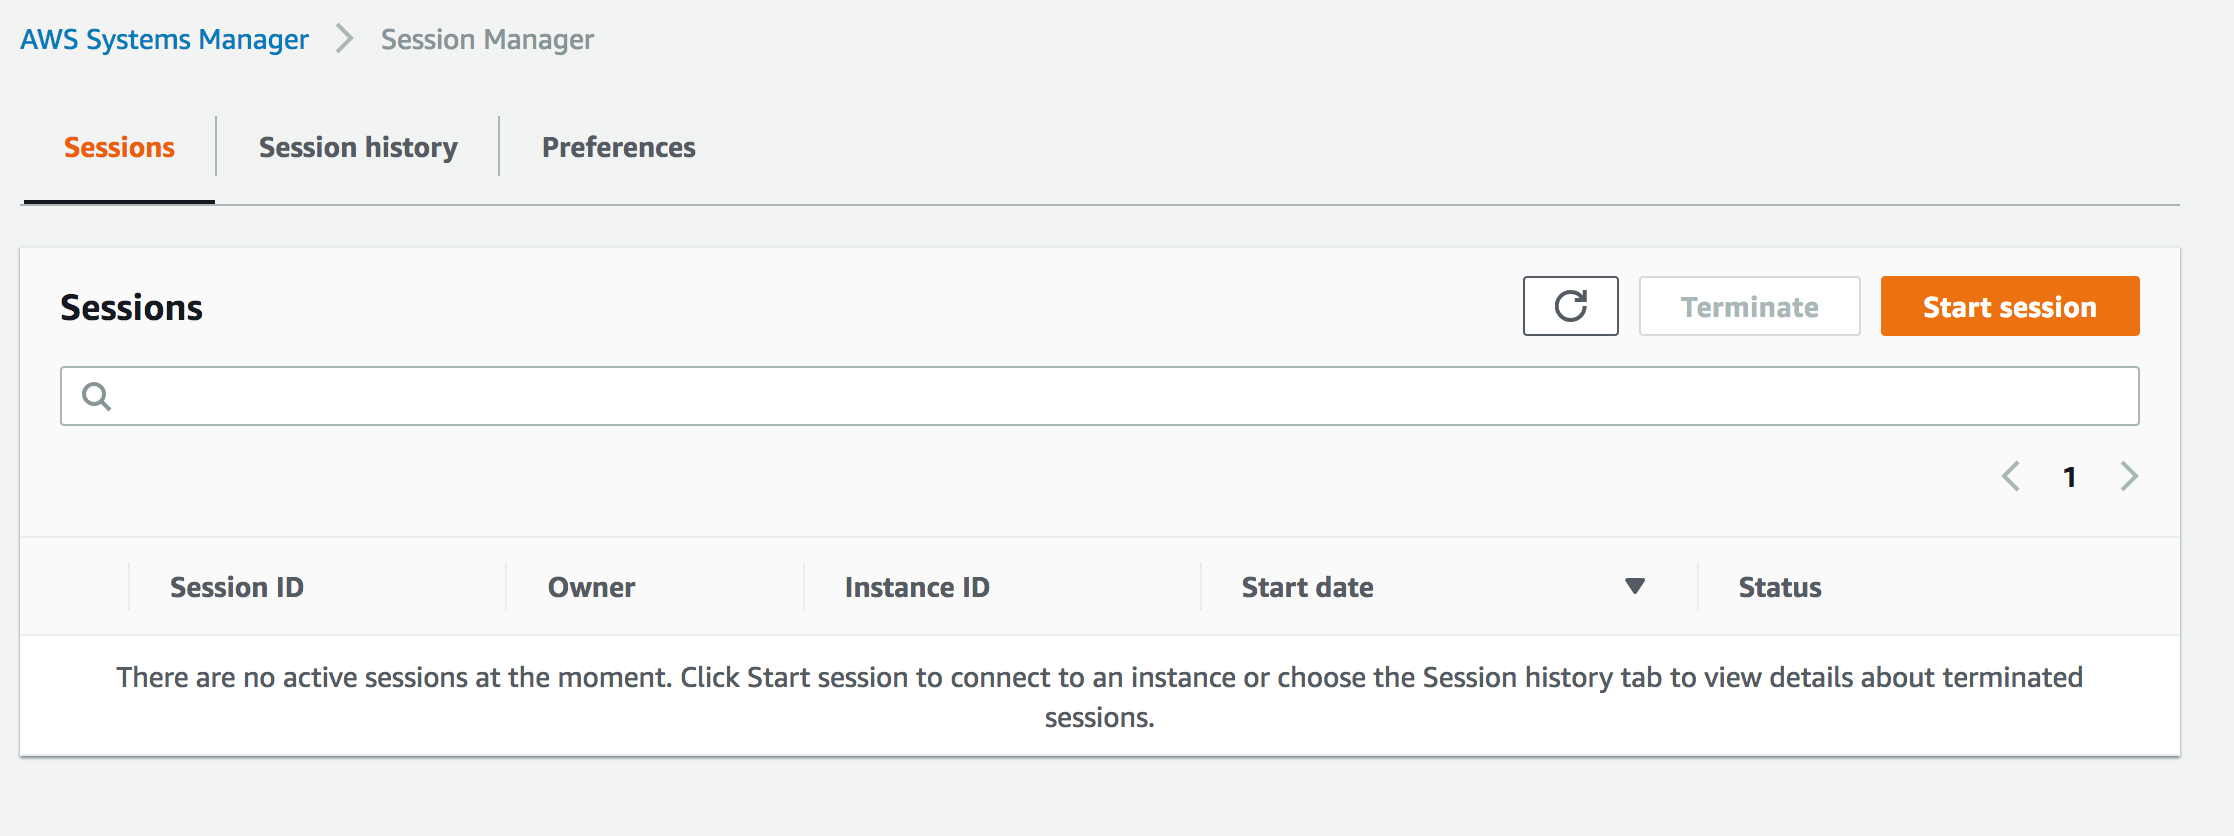 AWS Systems Manager Session Manager
Sessions Session history Preferences
Sessions Terminate Start session
1
Session ID Owner Instance ID Start date Status
There are no active sessions at the moment. Click Start session to connect to an instance or choose the Session history tab to view details about terminated
sessions.